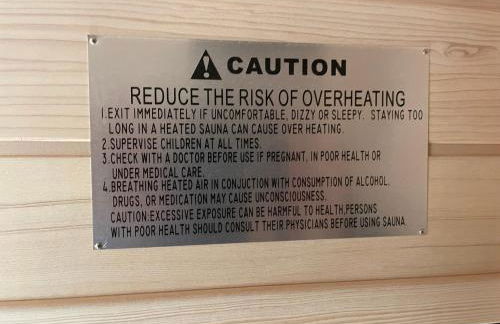 CAUTION
REDUCE THE RISK OF OVERHEATING
1.EXIT IMMEDIATELY IF UNCOMFORTABLE, DIZZY OR SLEEPY. STAYING TOO
LONG IN A HEATED SAUNA CAN CAUSE OVER HEATING.
2.SUPERVISE CHILDREN AT ALL TIMES.
3.CHECK WITH A DOCTOR BEFORE USE IF PREGNANT, IN POOR HEALTH OR
UNDER MEDICAL CARE.
4.BREATHING HEATED AIR IN CONJUCTION WITH CONSUMPTION OF ALCOHOL,
DRUGS, OR MEDICATION MAY CAUSE UNCONSCIOUSNESS.
CAUTION:EXCESSIVE EXPOSURE CAN BE HARMFUL TO HEALTH,PERSONS
WITH POOR HEALTH SHOULD CONSULT THEIR PHYSICIANS BEFORE USING SAUNA